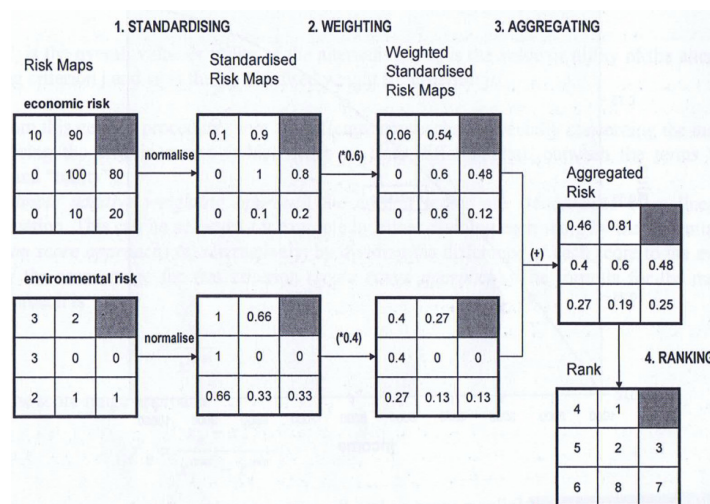 1. STANDARDISING 2. WEIGHTING 3. AGGREGATING
Risk Maps
Standardised
Risk Maps
Weighted
Standardised
Risk Maps
economic risk
10 90
0 100 80
0 10 20
normalise
0.1 0.9
0 1 0.8
0 0.1 0.2
(*0.6)
0.06 0.54
0 0.6 0.48
0 0.6 0.12
environmental risk
3 2
3 0 0
2 1 1
normalise
1 0.66
1 0 0
0.66 0.33 0.33
(*0.4)
0.4 0.27
0.4 0 0
0.27 0.13 0.13
(+)
Aggregated
Risk
0.46 0.81
0.4
0.27 0.19 0.25
4. RANKING
Rank
4 1
5 2 3
6 8 7